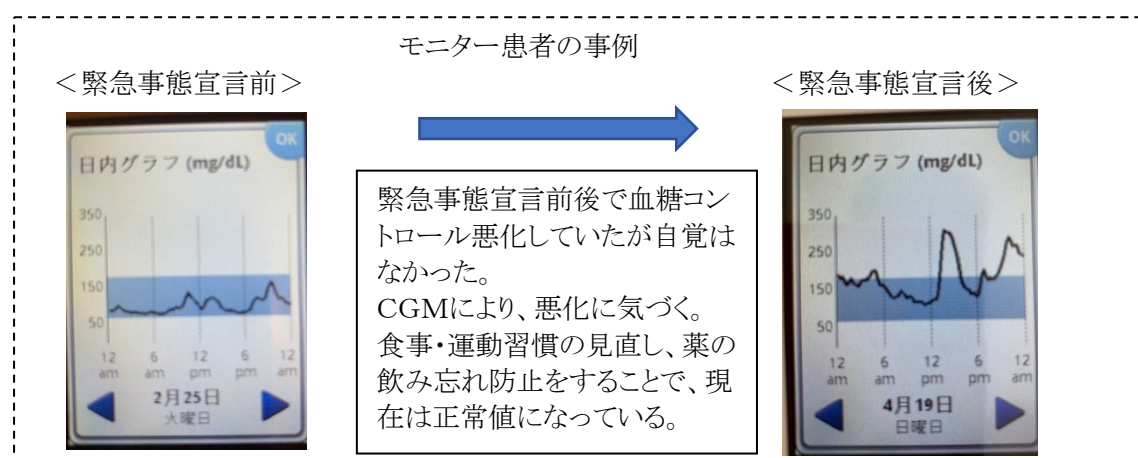 モニター患者の事例
＜緊急事態宣言前＞
＜緊急事態宣言後＞
OK
日内グラフ (mg/dL)
350
250
150
50
12 6 12 6 12
am am pm pm am
2月25日
火曜日
緊急事態宣言前後で血糖コン
トロール悪化していたが自覚は
なかった。
CGMにより、悪化に気づく。
食事・運動習慣の見直し、薬の
飲み忘れ防止をすることで、現
在は正常値になっている。
OK
日内グラフ (mg/dL)
350
250
150
50
12 6 12 6 12
am am pm pm am
4月19日
日曜日